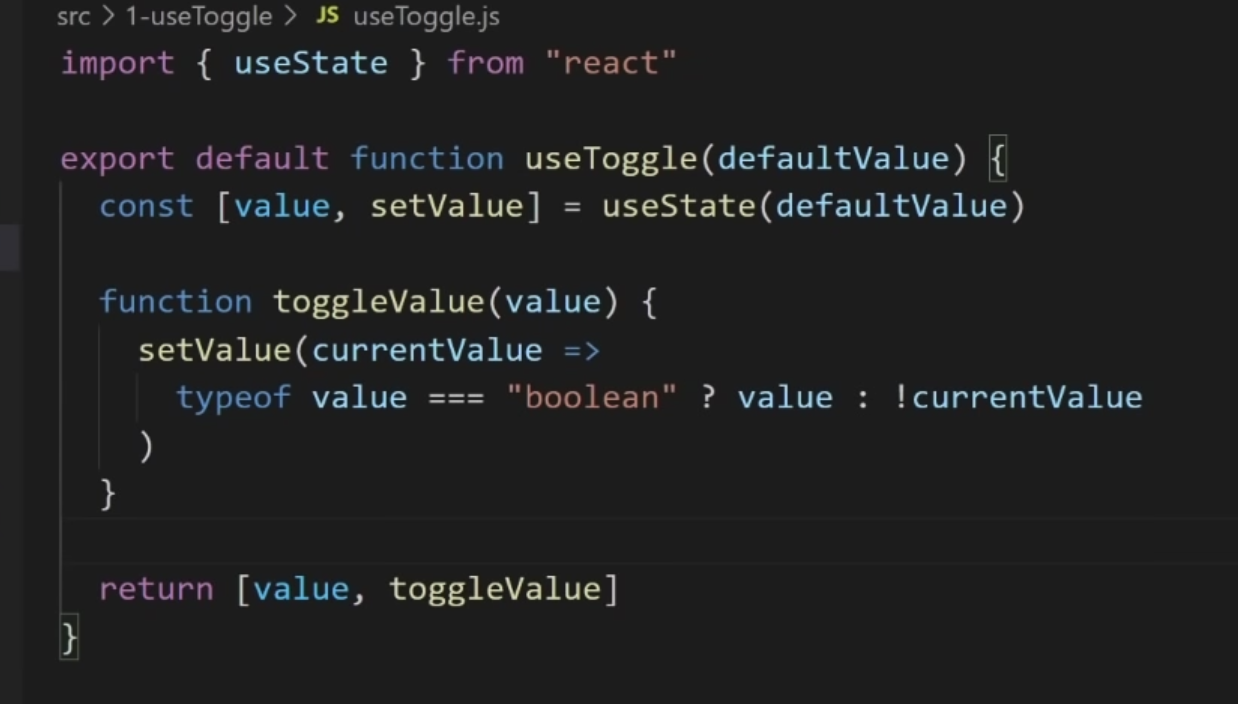 src > 1-useToggle > JS useToggle.js
import { useState } from "react"
export default function useToggle(defaultValue) {
  const [value, setValue] = useState(defaultValue)
  function toggleValue(value) {
    setValue(currentValue =>
      typeof value === "boolean" ? value : !currentValue
    )
  }
  return [value, toggleValue]
}